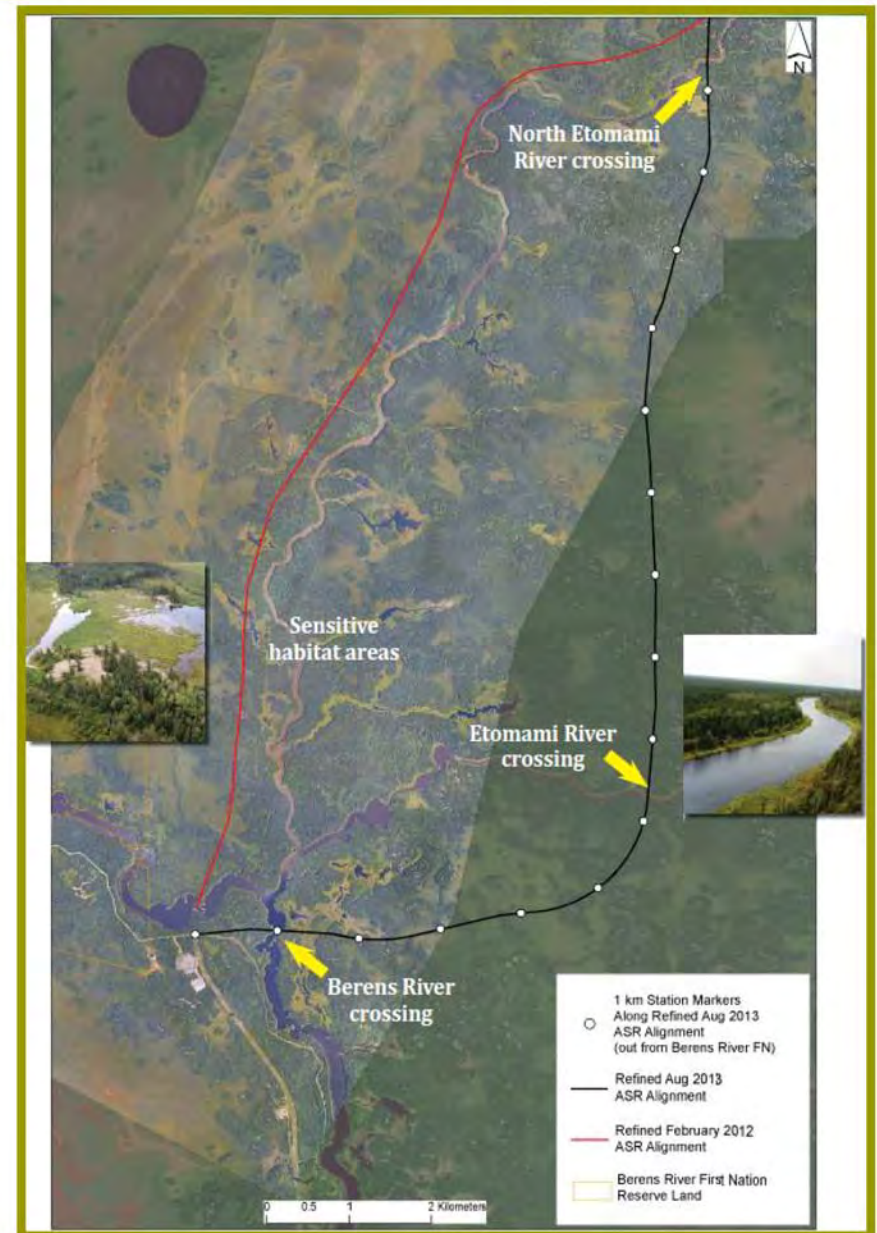 N
North Etomami
River crossing
Sensitive
habitat areas
Etomami River
crossing
Berens River
crossing
1 km Station Markers
Along Refined Aug 2013
ASR Alignment
(out from Berens River FN)
Refined Aug 2013
ASR Alignment
Refined February 2012
ASR Alignment
Berens River First Nation
Reserve Land
0 0.5 1 2 Kilometers